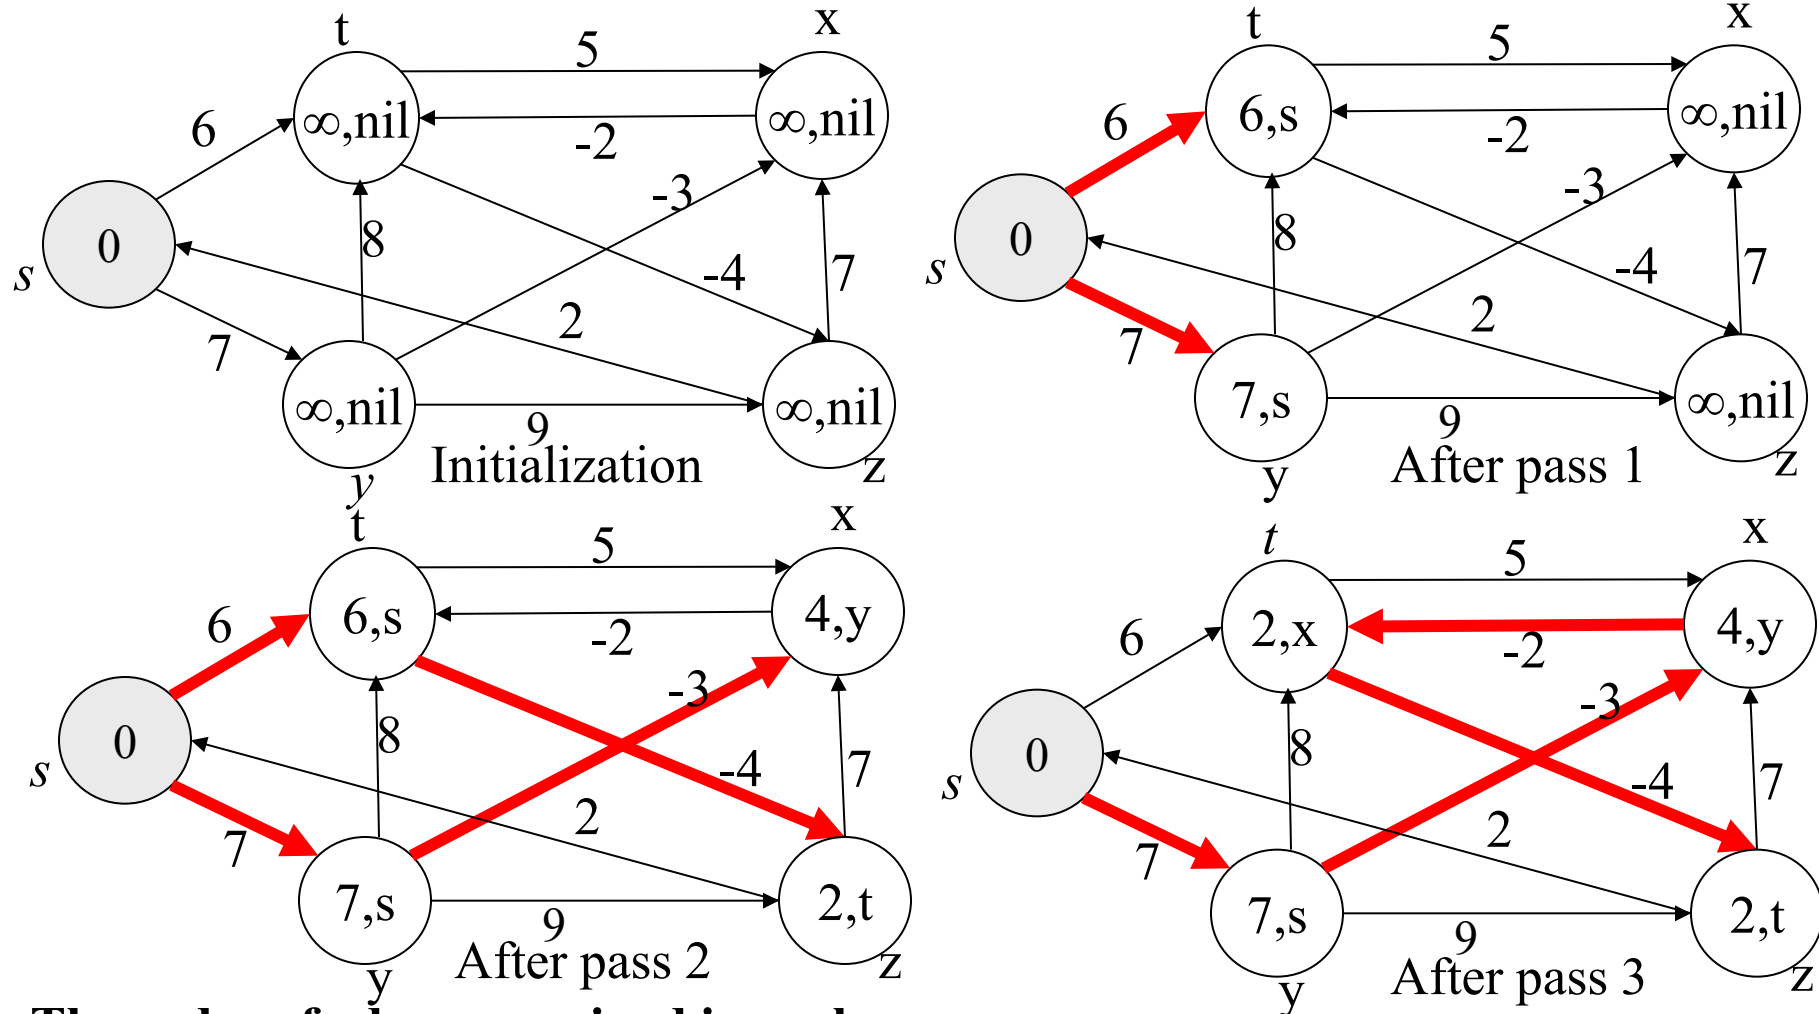 t
x
5
6
∞,nil
∞,nil
-2
-3
0
8
s
-4
7
2
7
∞,nil
9
∞,nil
Initialization
y
z
t
x
5
6
6,s
∞,nil
-2
-3
0
8
s
-4
7
2
7
7,s
9
∞,nil
After pass 1
y
z
t
x
5
6
6,s
4,y
-2
-3
0
8
s
-4
7
2
7
7,s
9
2,t
After pass 2
y
z
t
x
5
6
2,x
4,y
-2
-3
0
8
s
-4
7
2
7
7,s
9
2,t
After pass 3
y
z